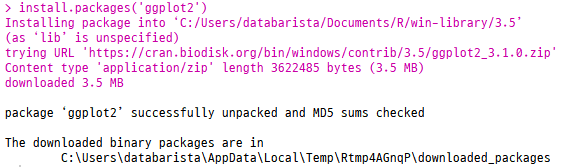 > install.packages('ggplot2')
Installing package into ‘C:/Users/databarista/Documents/R/win-library/3.5’
(as ‘lib’ is unspecified)
trying URL 'https://cran.biodisk.org/bin/windows/contrib/3.5/ggplot2_3.1.0.zip'
Content type 'application/zip' length 3622485 bytes (3.5 MB)
downloaded 3.5 MB
package ‘ggplot2’ successfully unpacked and MD5 sums checked
The downloaded binary packages are in
C:\Users\databarista\AppData\Local\Temp\Rtmp4AGnqP\downloaded_packages